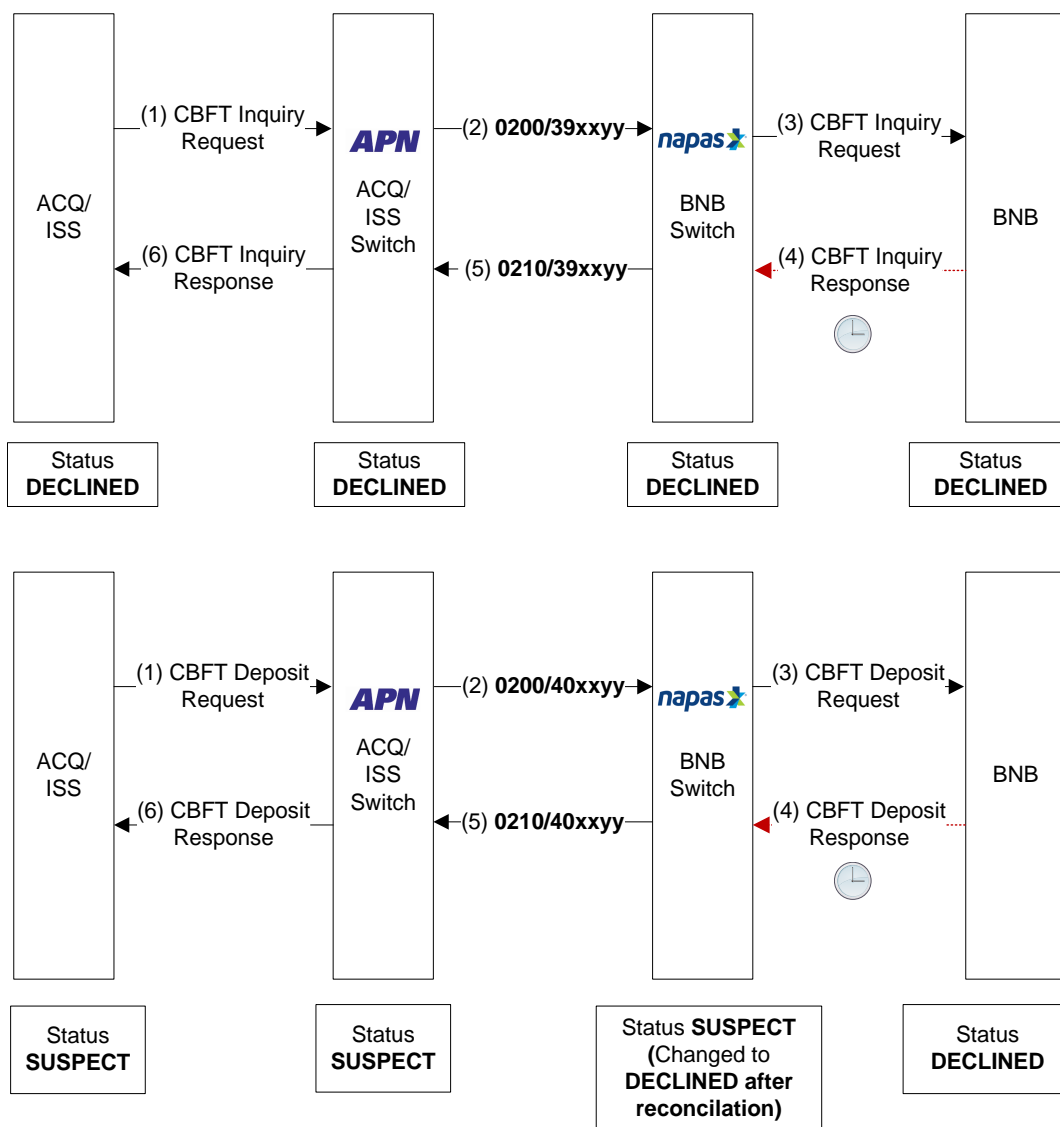 (1) CBFT Inquiry
Request
(2) 0200/39xxyy
(3) CBFT Inquiry
Request
APN
napas
ACQ/
ISS
ACQ/
ISS
Switch
BNB
Switch
BNB
(6) CBFT Inquiry
Response
(5) 0210/39xxyy
(4) CBFT Inquiry
Response
Status
DECLINED
Status
DECLINED
Status
DECLINED
Status
DECLINED
(1) CBFT Deposit
Request
(2) 0200/40xxyy
(3) CBFT Deposit
Request
APN
napas
ACQ/
ISS
ACQ/
ISS
Switch
BNB
Switch
BNB
(6) CBFT Deposit
Response
(5) 0210/40xxyy
(4) CBFT Deposit
Response
Status
SUSPECT
Status
SUSPECT
Status SUSPECT
(Changed to
DECLINED after
reconcilation)
Status
DECLINED